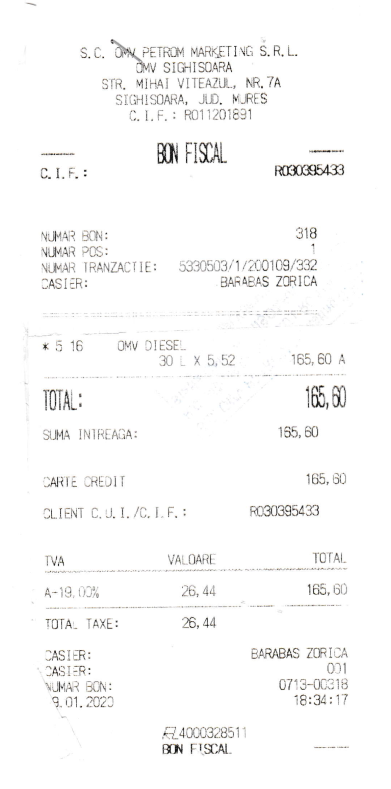 S.C. OMV PETROM MARKETING S.R.L.
OMV SIGHISOARA
STR. MIHAI VITEAZUL, NR.7A
SIGHISOARA, JUD. MURES
C.I.F.: RO11201891
BON FISCAL
C.I.F.: RO30395433
NUMAR BON: 318
NUMAR POS: 1
NUMAR TRANZACTIE: 5330503/1/200109/332
CASIER: BARABAS ZORICA
* 5 16 OMV DIESEL
30 L X 5,52 165,60 A
TOTAL: 165,60
SUMA INTREAGA: 165,60
CARTE CREDIT 165,60
CLIENT C.U.I./C.I.F.: RO30395433
TVA VALOARE TOTAL
A-19,00% 26,44 165,60
TOTAL TAXE: 26,44
CASIER: BARABAS ZORICA
CASIER: 001
NUMAR BON: 0713-00318
9.01.2020 18:34:17
4000328511
BON FISCAL